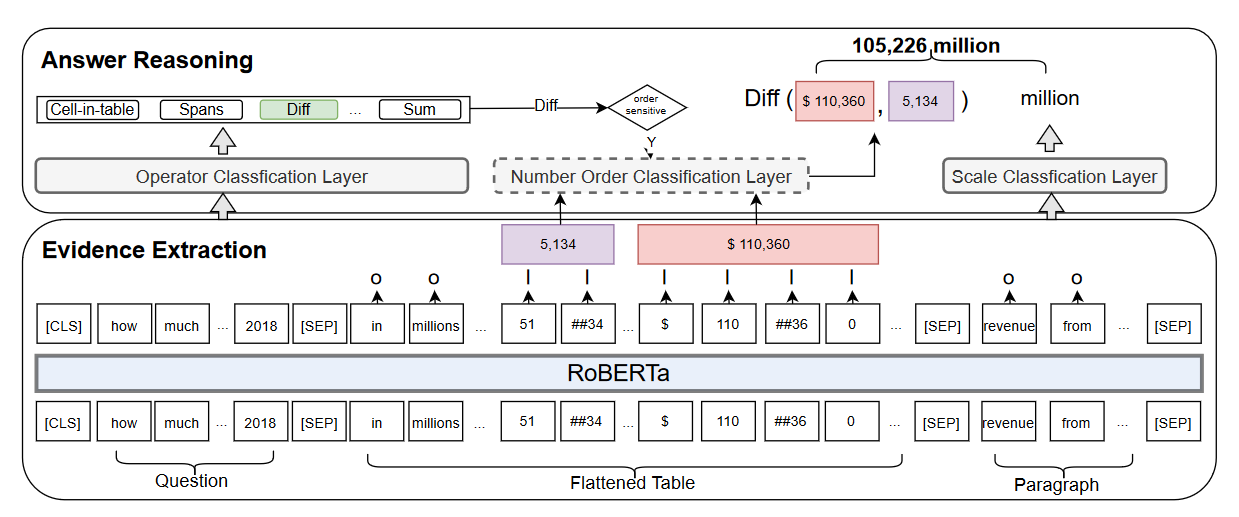 105,226 million
Answer Reasoning
Cell-in-table Spans Diff ... Sum
Diff
order
sensitive
Y
Diff ( $ 110,360 , 5,134 )
million
Operator Classfication Layer
Number Order Classification Layer
Scale Classfication Layer
Evidence Extraction
5,134
$ 110,360
O O I I I I I I O O
[CLS] how much ... 2018 [SEP] in millions ... 51 ##34 ... $ 110 ##36 0 ... [SEP] revenue from ... [SEP]
RoBERTa
[CLS] how much ... 2018 [SEP] in millions ... 51 ##34 ... $ 110 ##36 0 ... [SEP] revenue from ... [SEP]
Question
Flattened Table
Paragraph